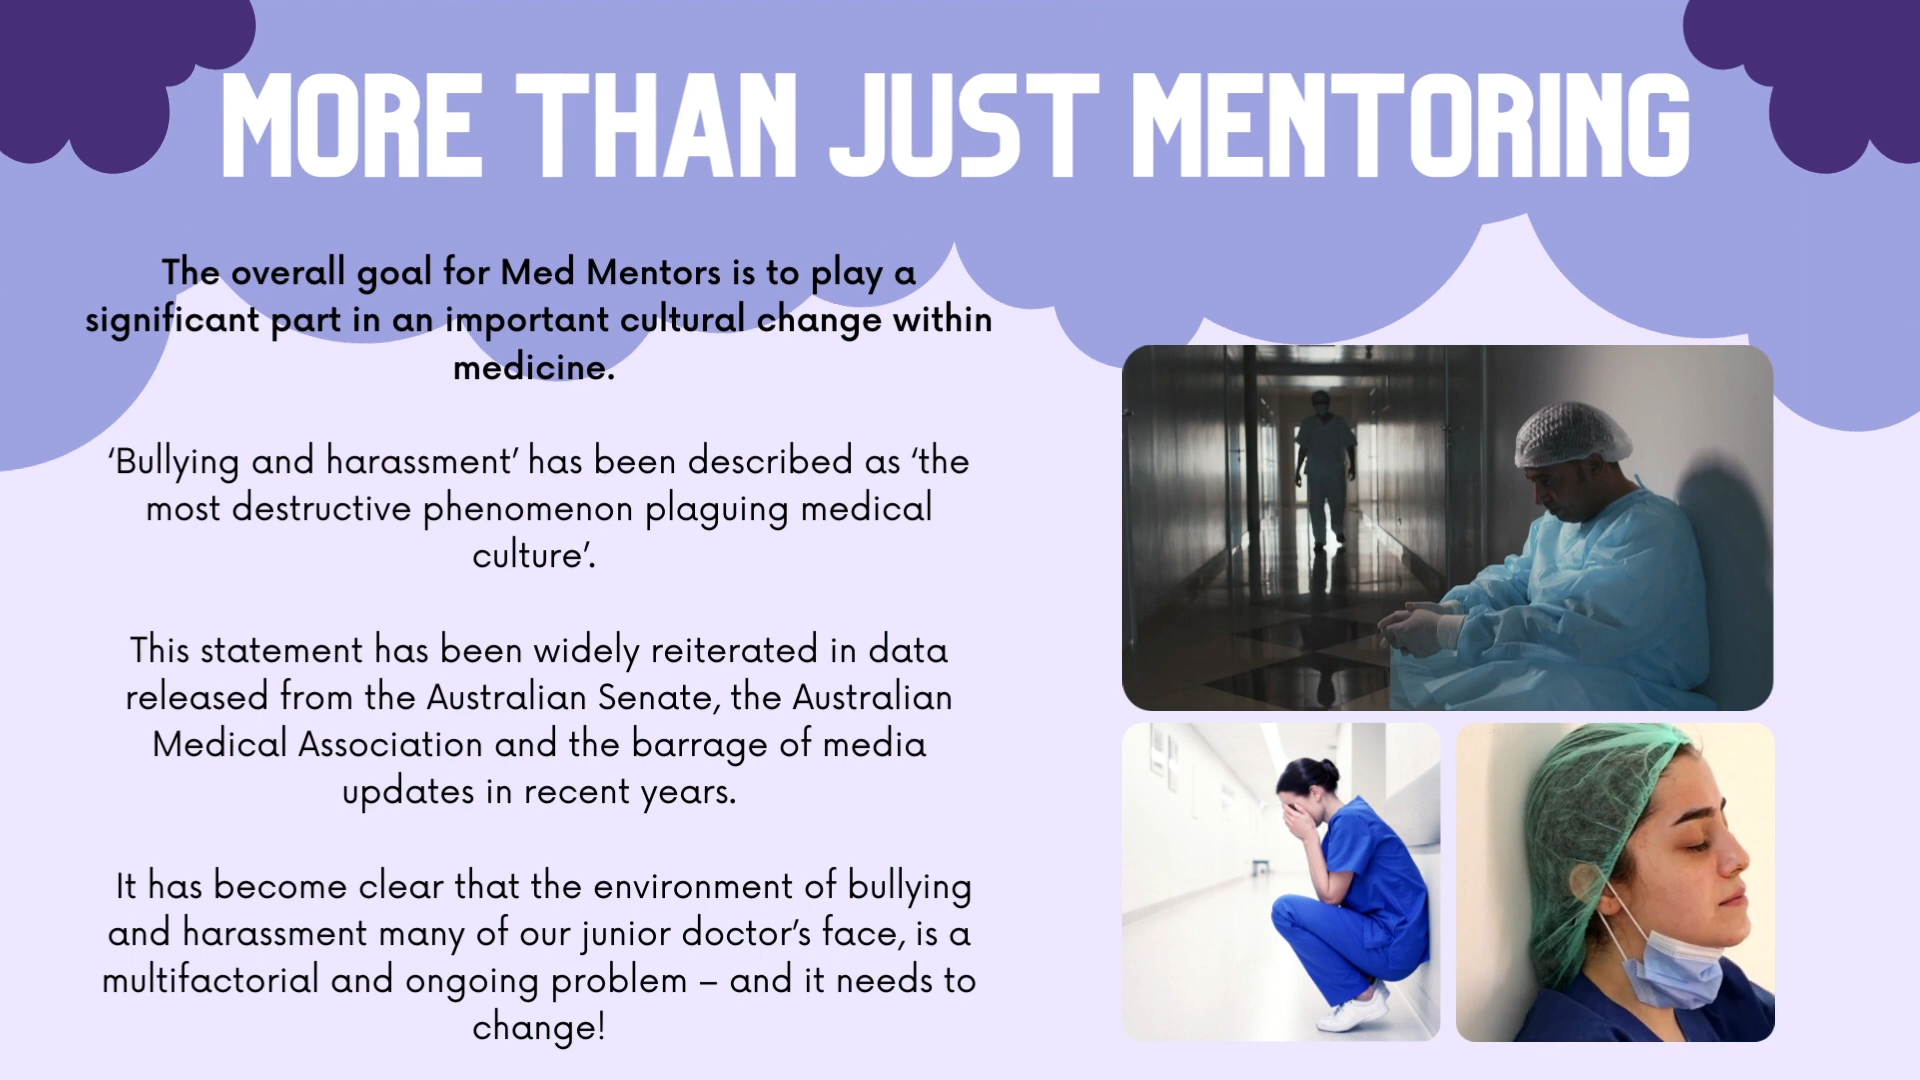 MORE THAN JUST MENTORING
The overall goal for Med Mentors is to play a
significant part in an important cultural change within
medicine.
‘Bullying and harassment’ has been described as ‘the
most destructive phenomenon plaguing medical
culture’.
This statement has been widely reiterated in data
released from the Australian Senate, the Australian
Medical Association and the barrage of media
updates in recent years.
It has become clear that the environment of bullying
and harassment many of our junior doctor’s face, is a
multifactorial and ongoing problem – and it needs to
change!